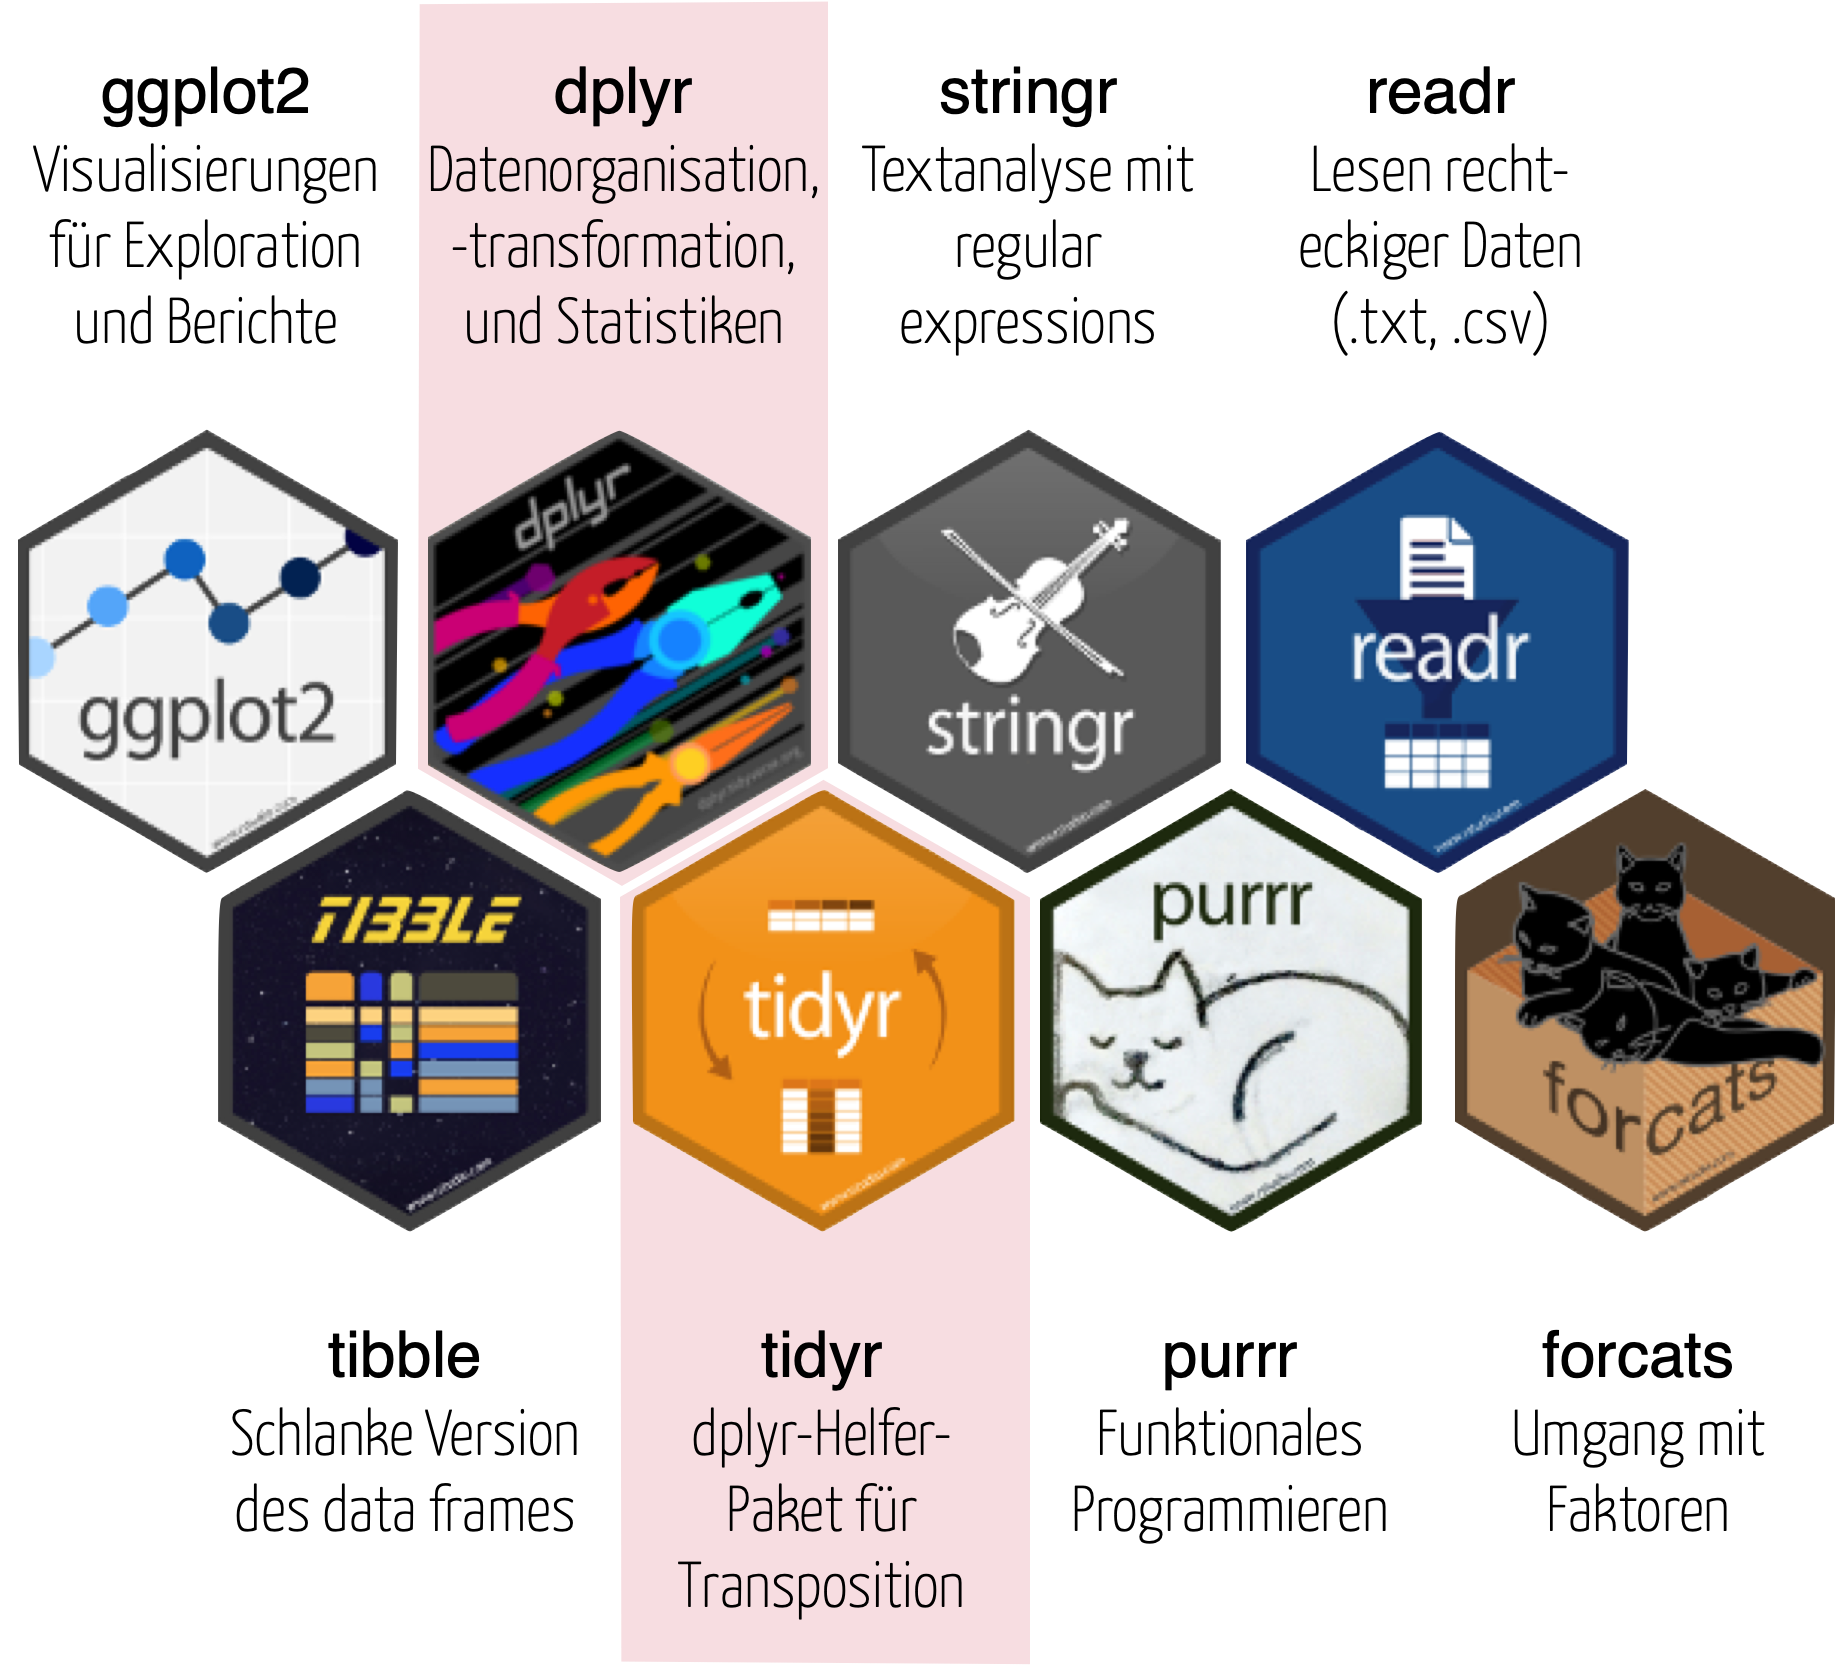 ggplot2
Visualisierungen
für Exploration
und Berichte
dplyr
Datenorganisation,
-transformation,
und Statistiken
stringr
Textanalyse mit
regular
expressions
readr
Lesen recht-
eckiger Daten
(.txt, .csv)
ggplot2
dplyr
stringr
readr
TIBBLE
tidyr
purrr
forcats
tibble
Schlanke Version
des data frames
tidyr
dplyr-Helfer-
Paket für
Transposition
purrr
Funktionales
Programmieren
forcats
Umgang mit
Faktoren